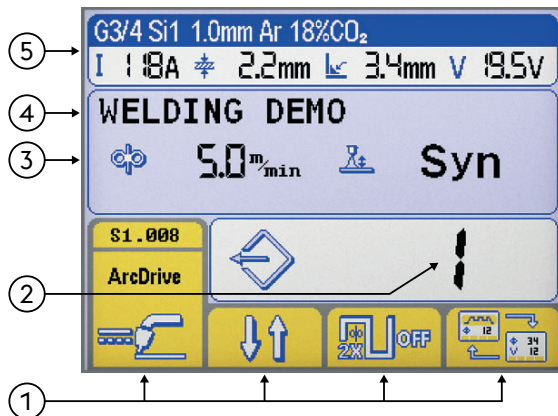 G3/4 Si1 1.0mm Ar 18%CO₂
I 118A 2.2mm 3.4mm V 19.5V
WELDING DEMO
5.0 m/min Syn
S1.008
ArcDrive
1
2X OFF
Φ 12
Φ 34
V 12
5
4
3
2
1